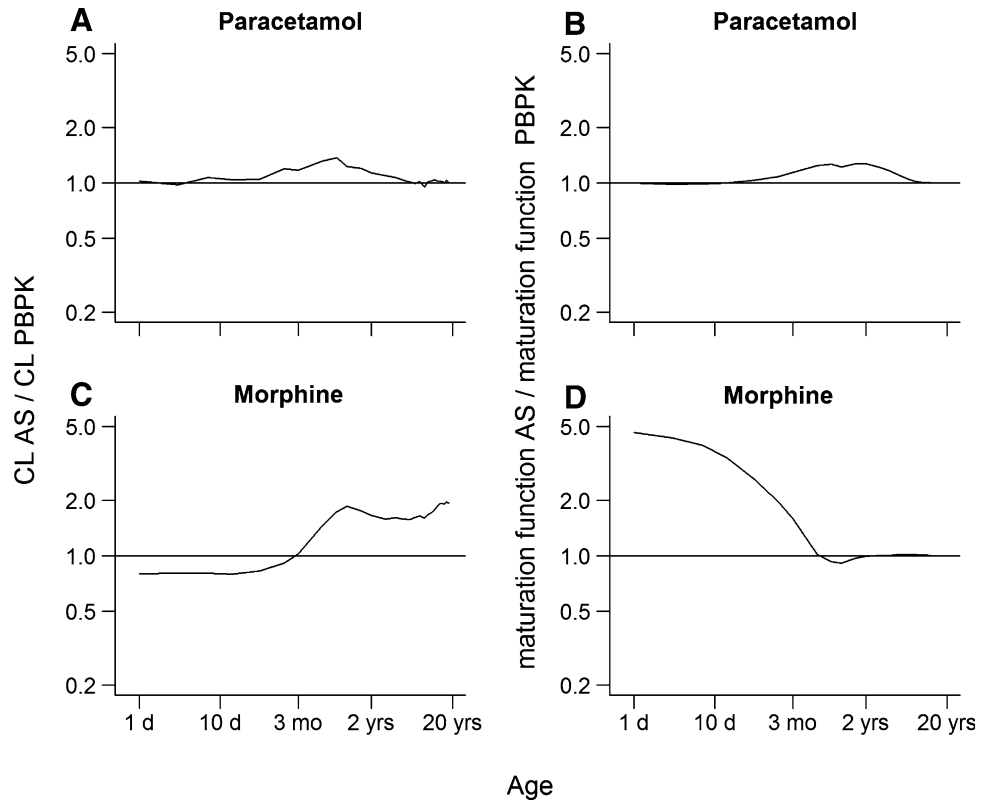 A
Paracetamol
5.0
2.0
1.0
0.5
0.2
B
Paracetamol
5.0
2.0
1.0
0.5
0.2
CL AS / CL PBPK
maturation function AS / maturation function PBPK
C
Morphine
5.0
2.0
1.0
0.5
0.2
1 d 10 d 3 mo 2 yrs 20 yrs
D
Morphine
5.0
2.0
1.0
0.5
0.2
1 d 10 d 3 mo 2 yrs 20 yrs
Age